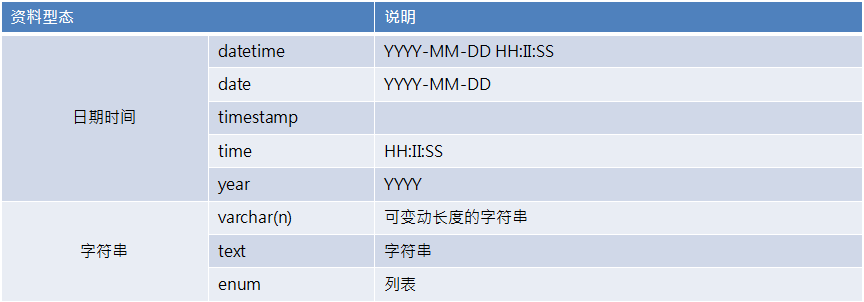 资料型态 说明
日期时间 datetime YYYY-MM-DD HH:II:SS
date YYYY-MM-DD
timestamp
time HH:II:SS
year YYYY
字符串 varchar(n) 可变动长度的字符串
text 字符串
enum 列表